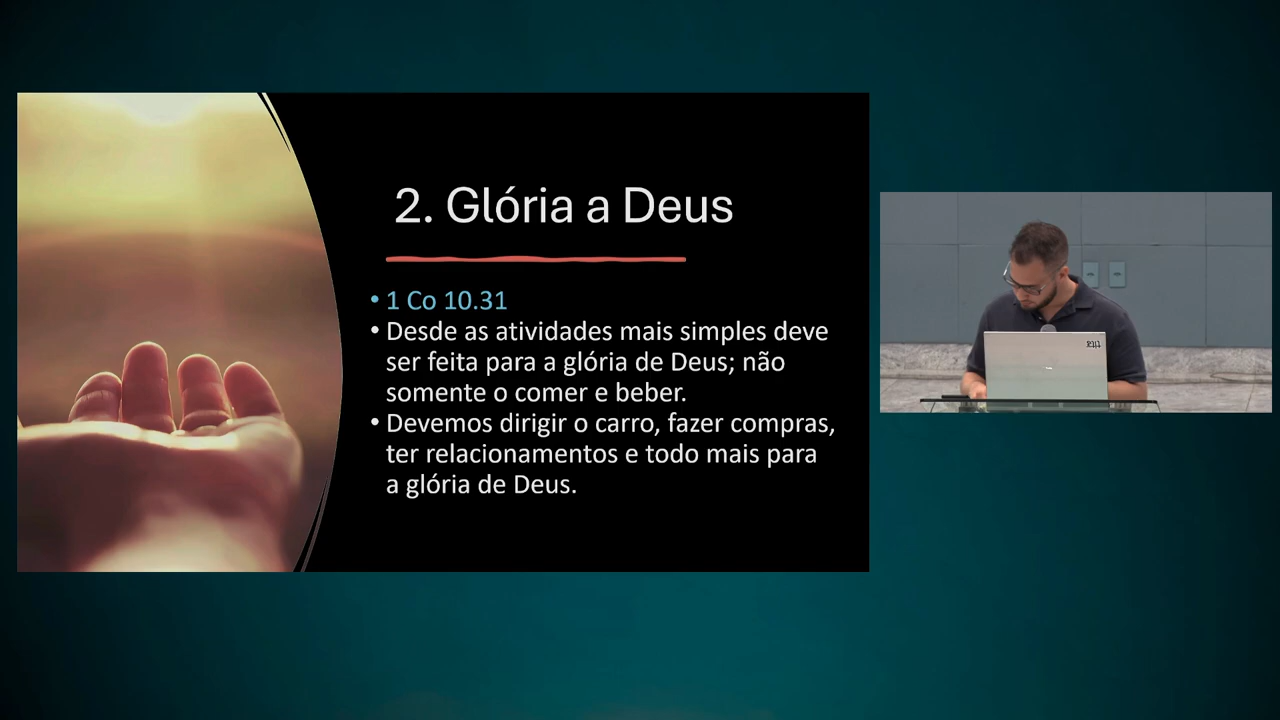 2. Glória a Deus
• 1 Co 10.31
• Desde as atividades mais simples deve
ser feita para a glória de Deus; não
somente o comer e beber.
• Devemos dirigir o carro, fazer compras,
ter relacionamentos e todo mais para
a glória de Deus.